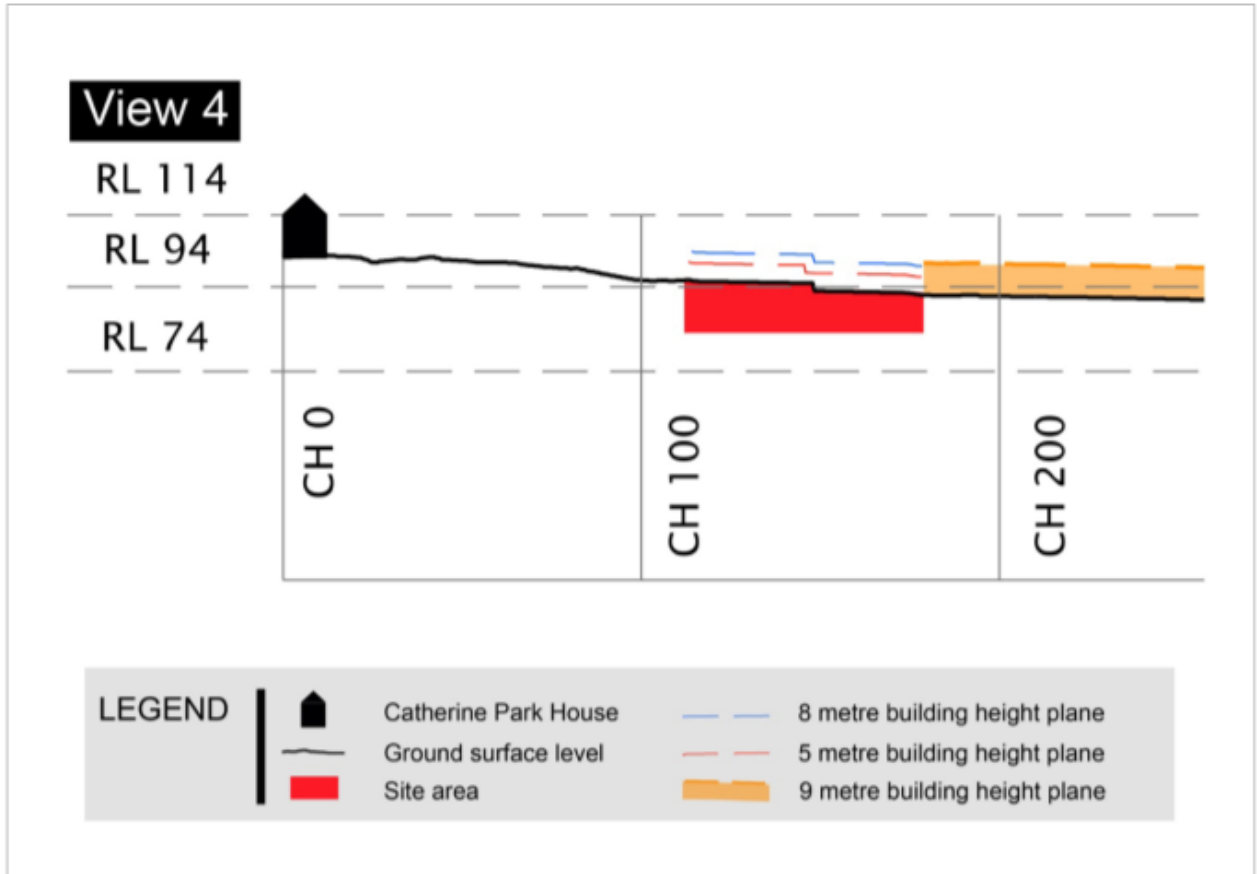 View 4
RL 114
RL 94
RL 74
CH 0
CH 100
CH 200
LEGEND
Catherine Park House
Ground surface level
Site area
8 metre building height plane
5 metre building height plane
9 metre building height plane